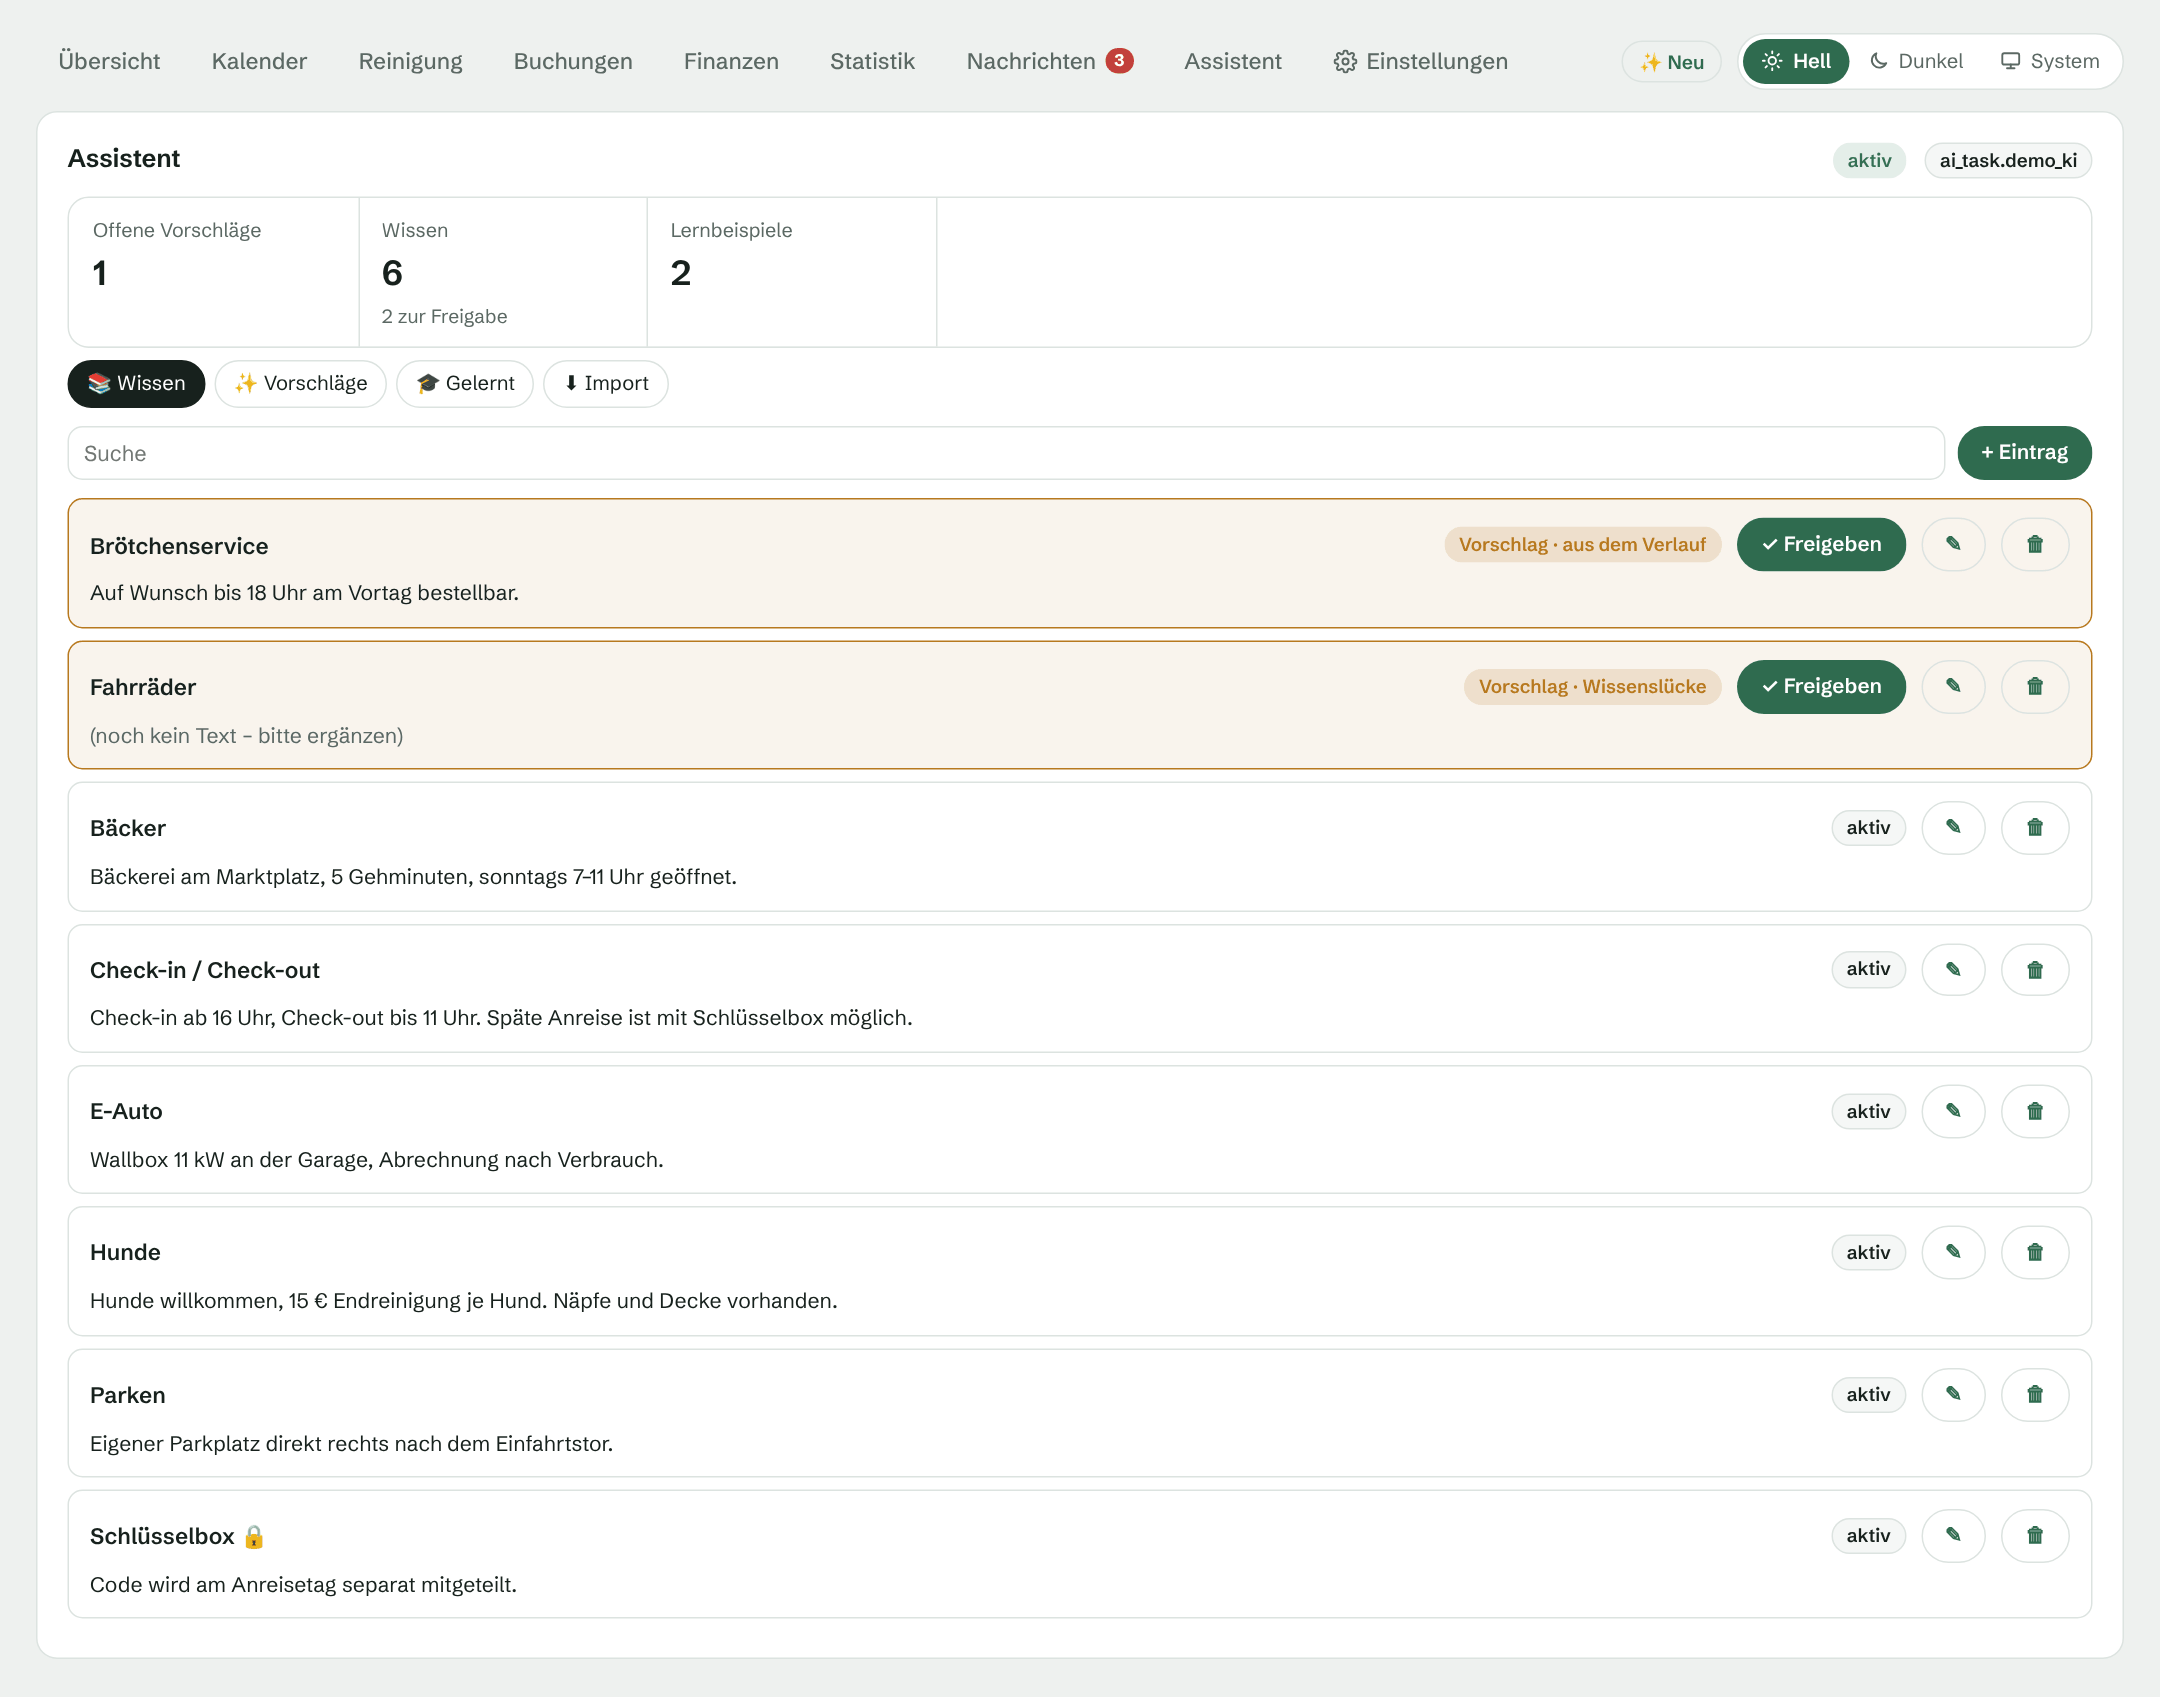 Übersicht Kalender Reinigung Buchungen Finanzen Statistik Nachrichten 3 Assistent Einstellungen ✨ Neu Hell Dunkel System
Assistent aktiv ai_task.demo_ki
Offene Vorschläge Wissen Lernbeispiele
1 6 2
2 zur Freigabe
📚 Wissen ✨ Vorschläge 🎓 Gelernt ⬇ Import
Suche + Eintrag
Brötchenservice Vorschlag · aus dem Verlauf ✓ Freigeben ✎ 🗑
Auf Wunsch bis 18 Uhr am Vortag bestellbar.
Fahrräder Vorschlag · Wissenslücke ✓ Freigeben ✎ 🗑
(noch kein Text – bitte ergänzen)
Bäcker aktiv ✎ 🗑
Bäckerei am Marktplatz, 5 Gehminuten, sonntags 7–11 Uhr geöffnet.
Check-in / Check-out aktiv ✎ 🗑
Check-in ab 16 Uhr, Check-out bis 11 Uhr. Späte Anreise ist mit Schlüsselbox möglich.
E-Auto aktiv ✎ 🗑
Wallbox 11 kW an der Garage, Abrechnung nach Verbrauch.
Hunde aktiv ✎ 🗑
Hunde willkommen, 15 € Endreinigung je Hund. Näpfe und Decke vorhanden.
Parken aktiv ✎ 🗑
Eigener Parkplatz direkt rechts nach dem Einfahrtstor.
Schlüsselbox 🔒 aktiv ✎ 🗑
Code wird am Anreisetag separat mitgeteilt.